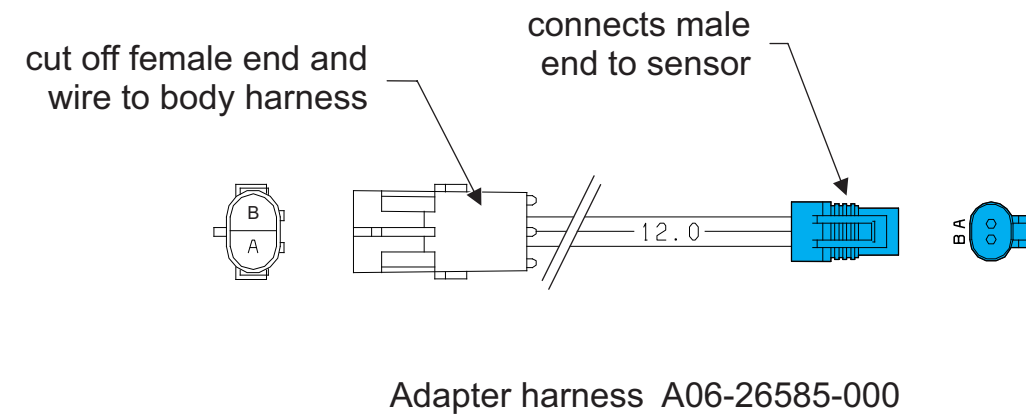 connects male
end to sensor
cut off female end and
wire to body harness
B
A
12.0
B A
Adapter harness A06-26585-000